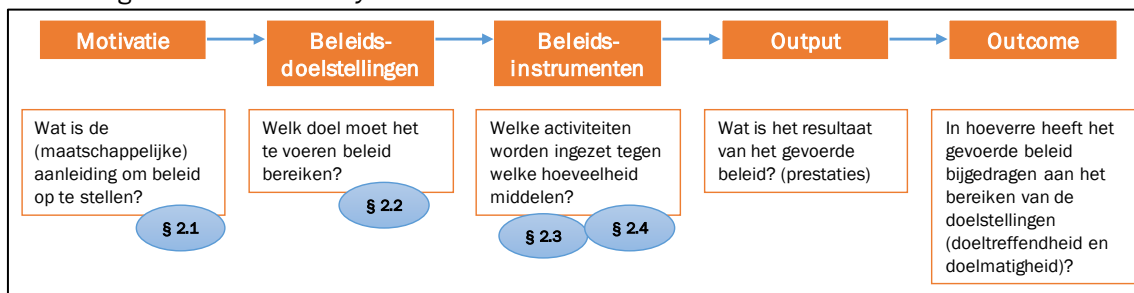 Motivatie
Beleids-
doelstellingen
Beleids-
instrumenten
Output
Outcome
Wat is de
(maatschappelijke)
aanleiding om beleid
op te stellen?
§ 2.1
Welk doel moet het
te voeren beleid
bereiken?
§ 2.2
Welke activiteiten
worden ingezet tegen
welke hoeveelheid
middelen?
§ 2.3
§ 2.4
Wat is het resultaat
van het gevoerde
beleid? (prestaties)
In hoeverre heeft het
gevoerde beleid
bijgedragen aan het
bereiken van de
doelstellingen
(doeltreffendheid en
doelmatigheid)?